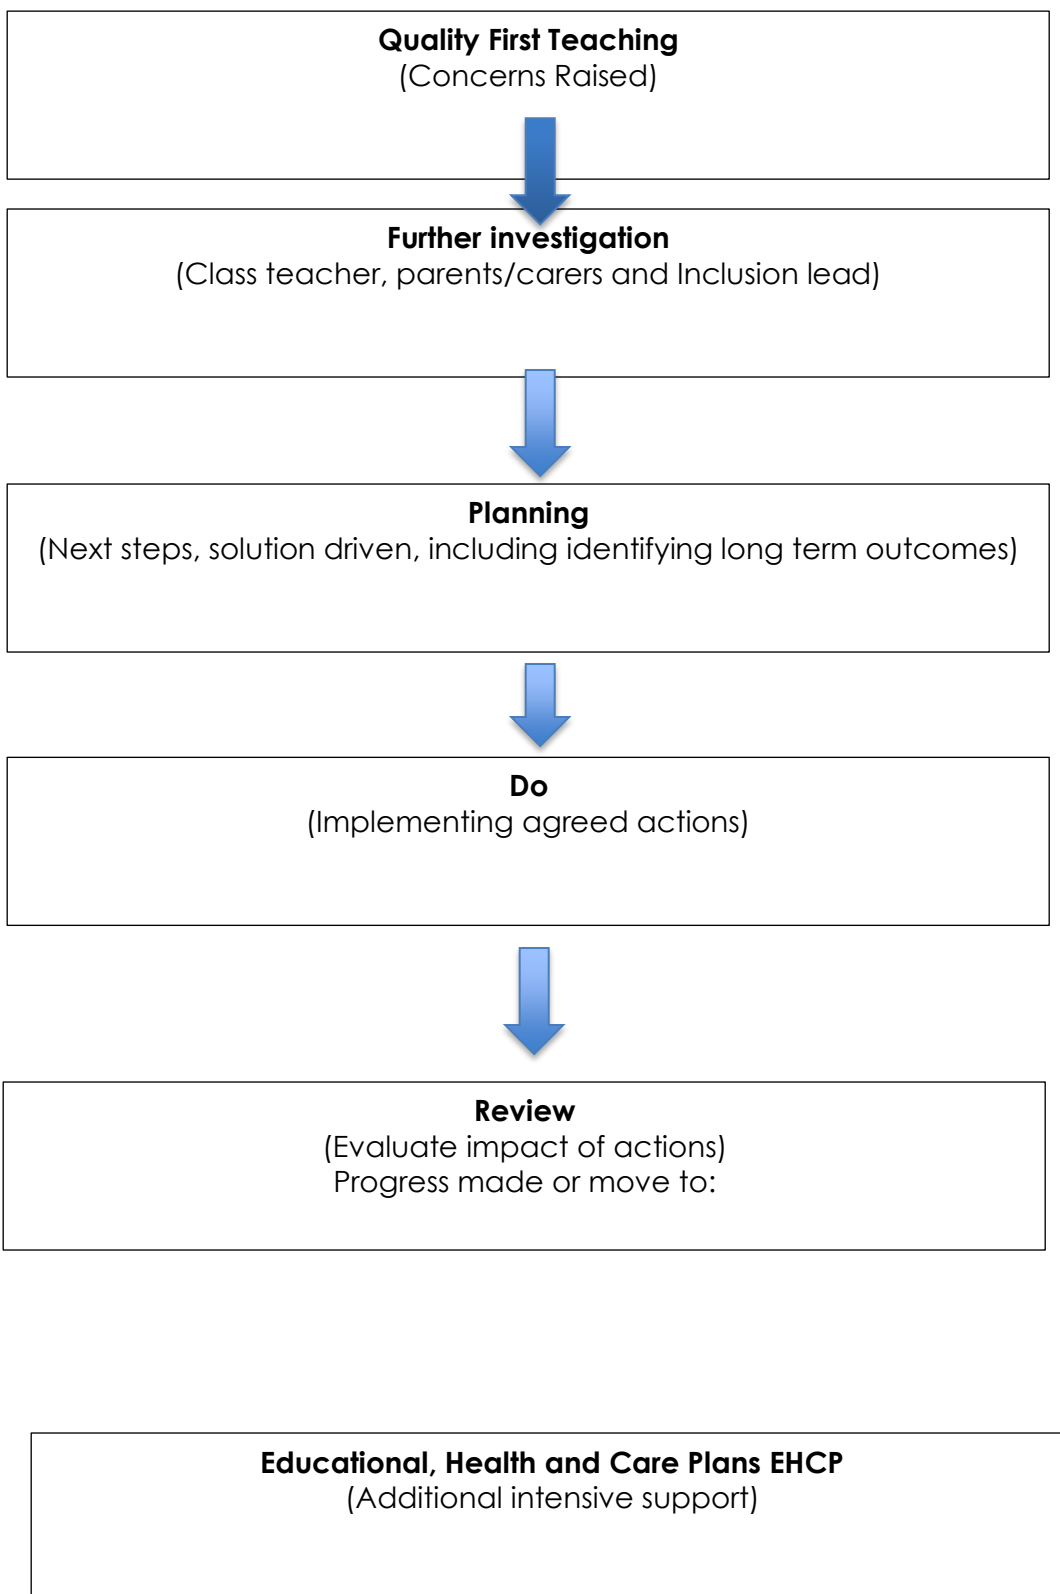 Quality First Teaching
(Concerns Raised)
Further investigation
(Class teacher, parents/carers and Inclusion lead)
Planning
(Next steps, solution driven, including identifying long term outcomes)
Do
(Implementing agreed actions)
Review
(Evaluate impact of actions)
Progress made or move to:
Educational, Health and Care Plans EHCP
(Additional intensive support)